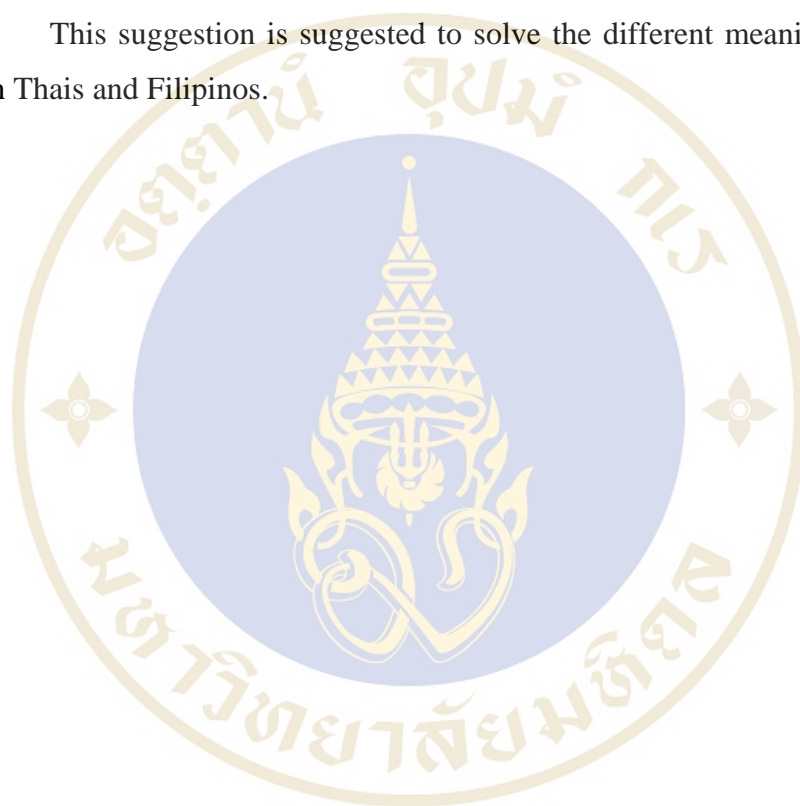 This suggestion is suggested to solve the different meani
n Thais and Filipinos.
อตฺตานํ อุปมํ กเร
มหาวิทยาลัยมหิดล